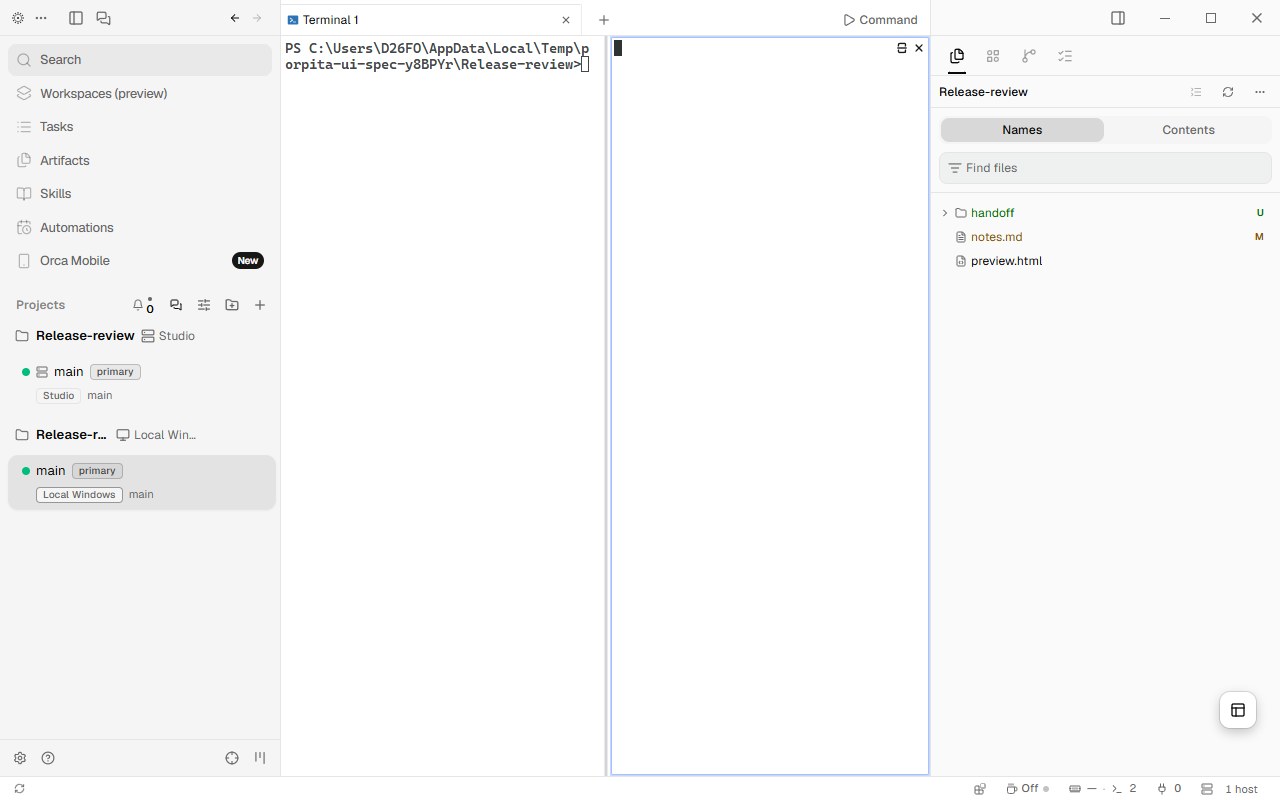 Terminal 1
Command
Search
Workspaces (preview)
Tasks
Artifacts
Skills
Automations
Orca Mobile
New
Projects
0
Release-review
Studio
main
primary
Studio
main
Release-r...
Local Win...
main
primary
Local Windows
main
PS C:\Users\D26FO\AppData\Local\Temp\p
orpita-ui-spec-y8BPYr\Release-review>
Release-review
Names
Contents
Find files
handoff
U
notes.md
M
preview.html
Off
2
0
1 host